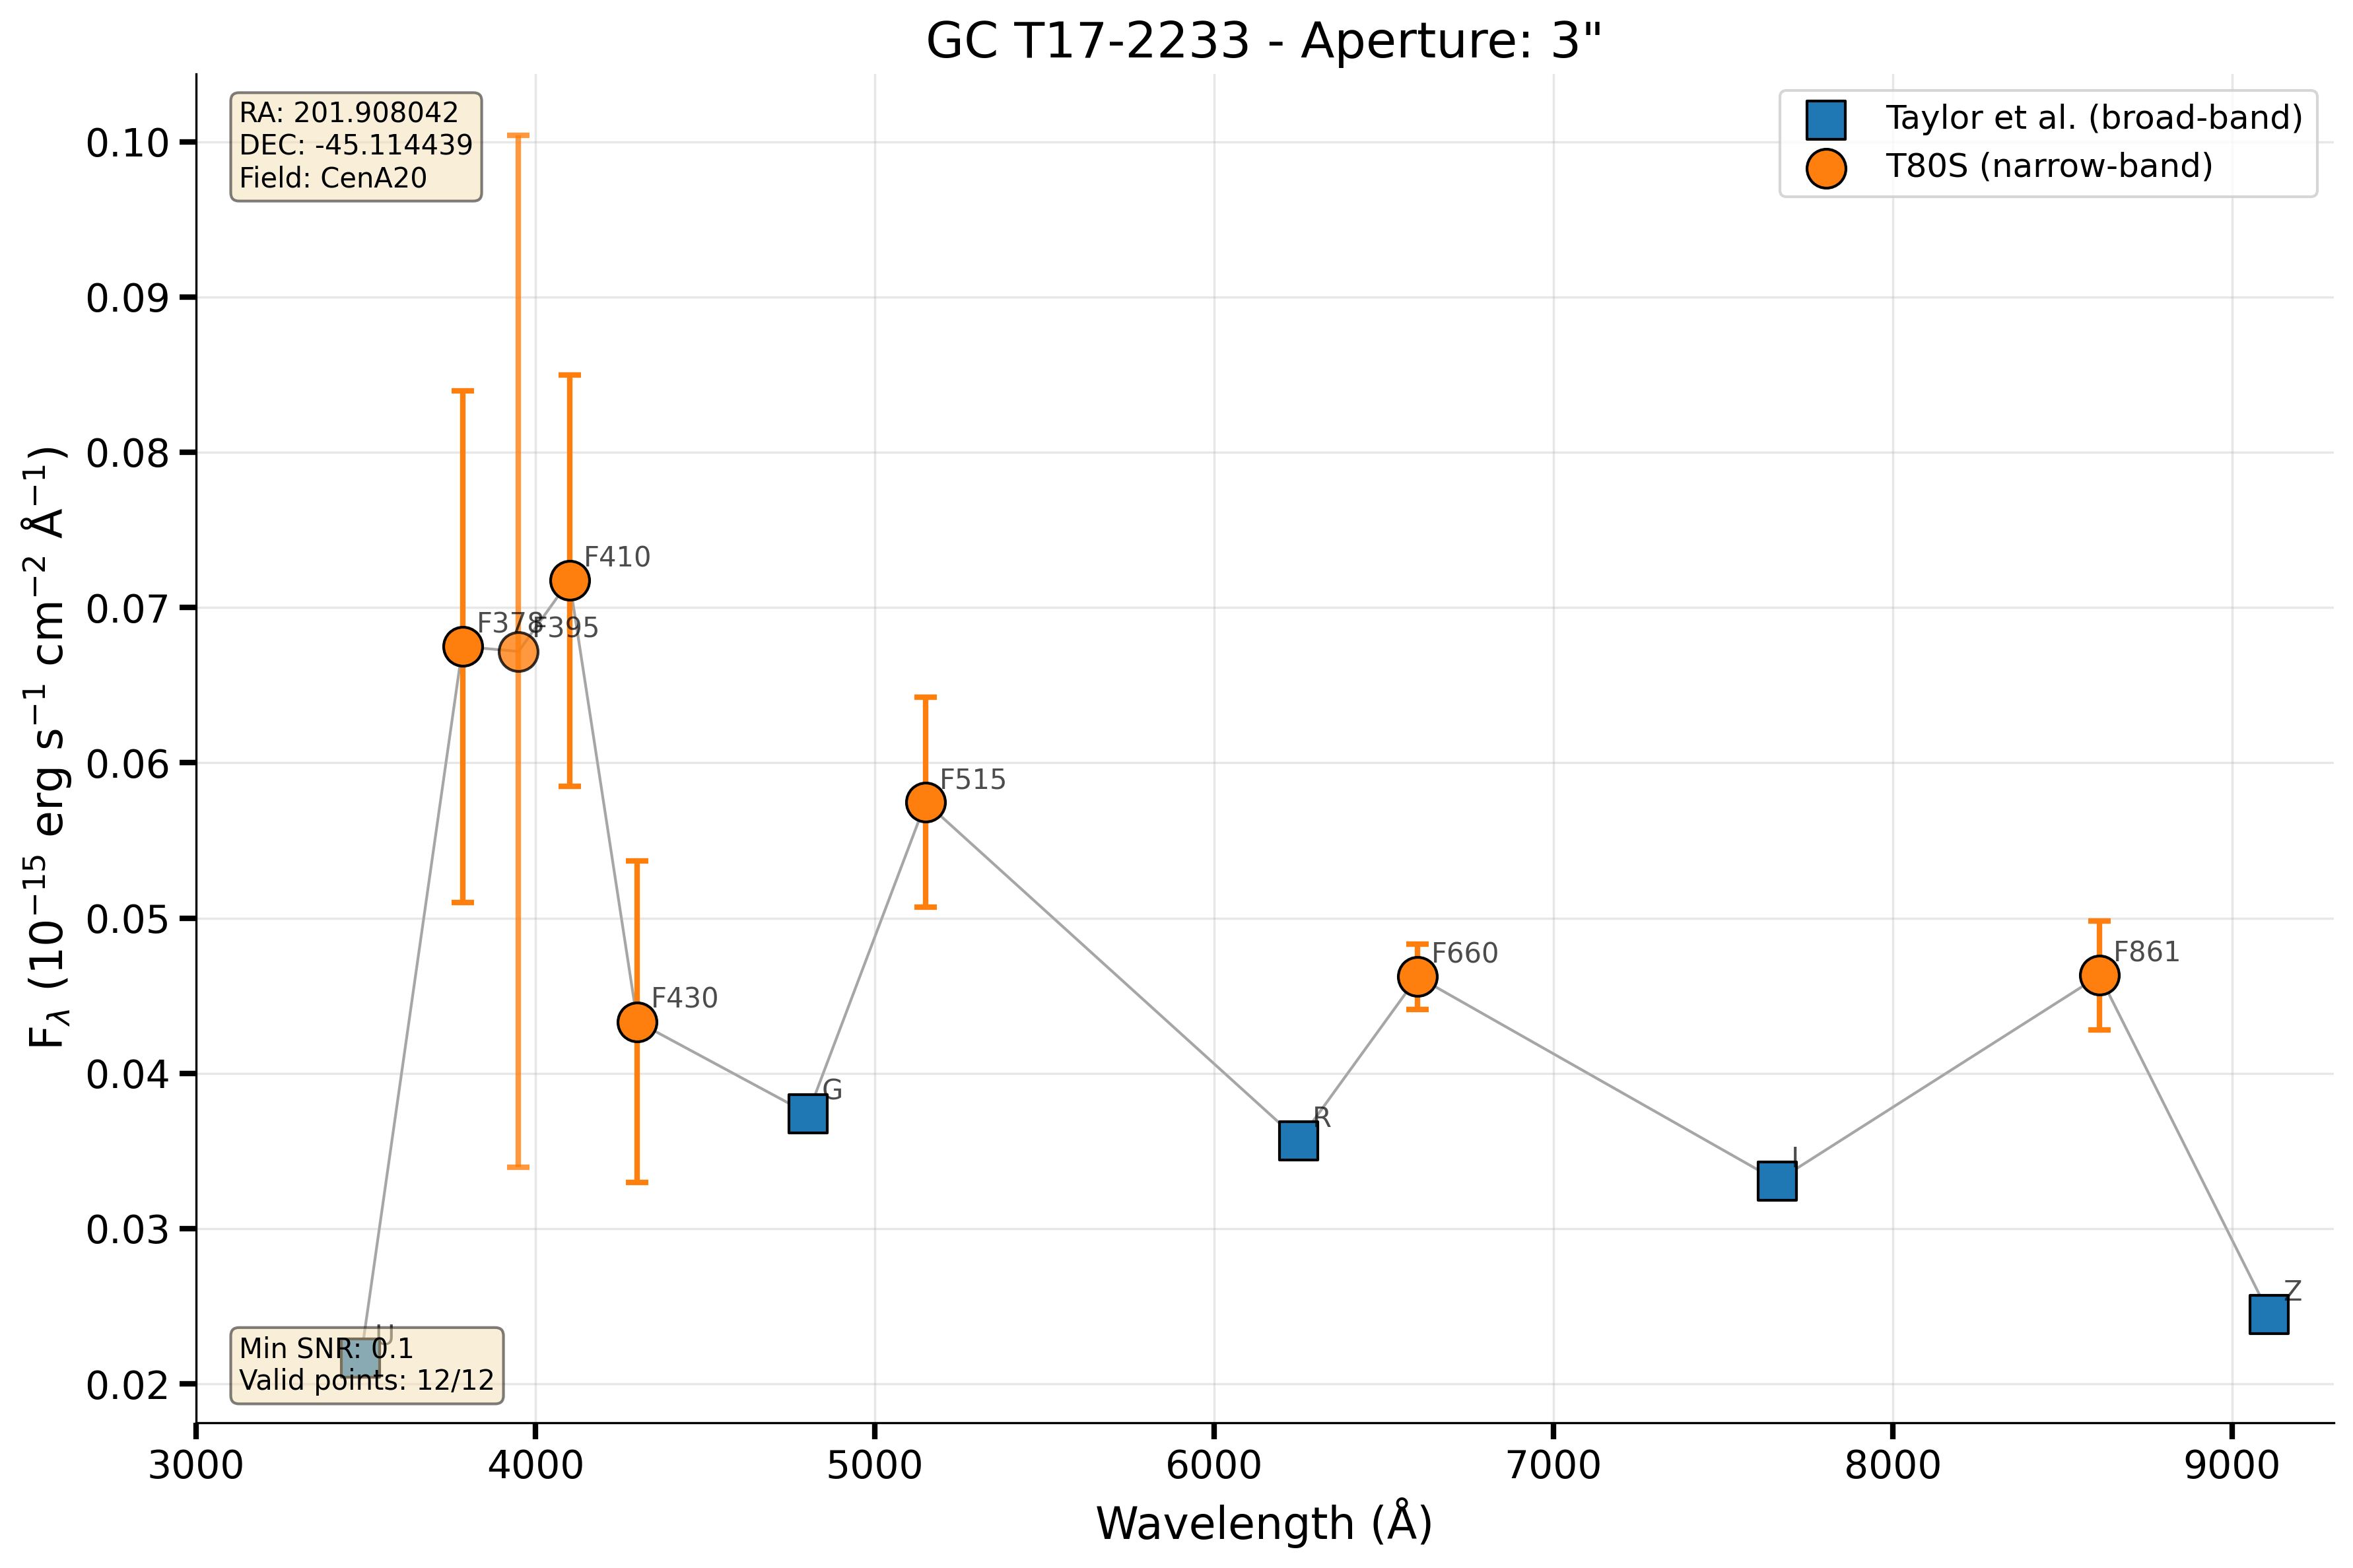 GC T17-2233 - Aperture: 3"
RA: 201.908042
DEC: -45.114439
Field: CenA20
Taylor et al. (broad-band)
T80S (narrow-band)
0.10
0.09
0.08
0.07
0.06
0.05
0.04
0.03
0.02
F_λ (10⁻¹⁵ erg s⁻¹ cm⁻² Å⁻¹)
F410
F378
F395
F515
F660
F861
F430
G
R
I
Z
U
Min SNR: 0.1
Valid points: 12/12
3000 4000 5000 6000 7000 8000 9000
Wavelength (Å)